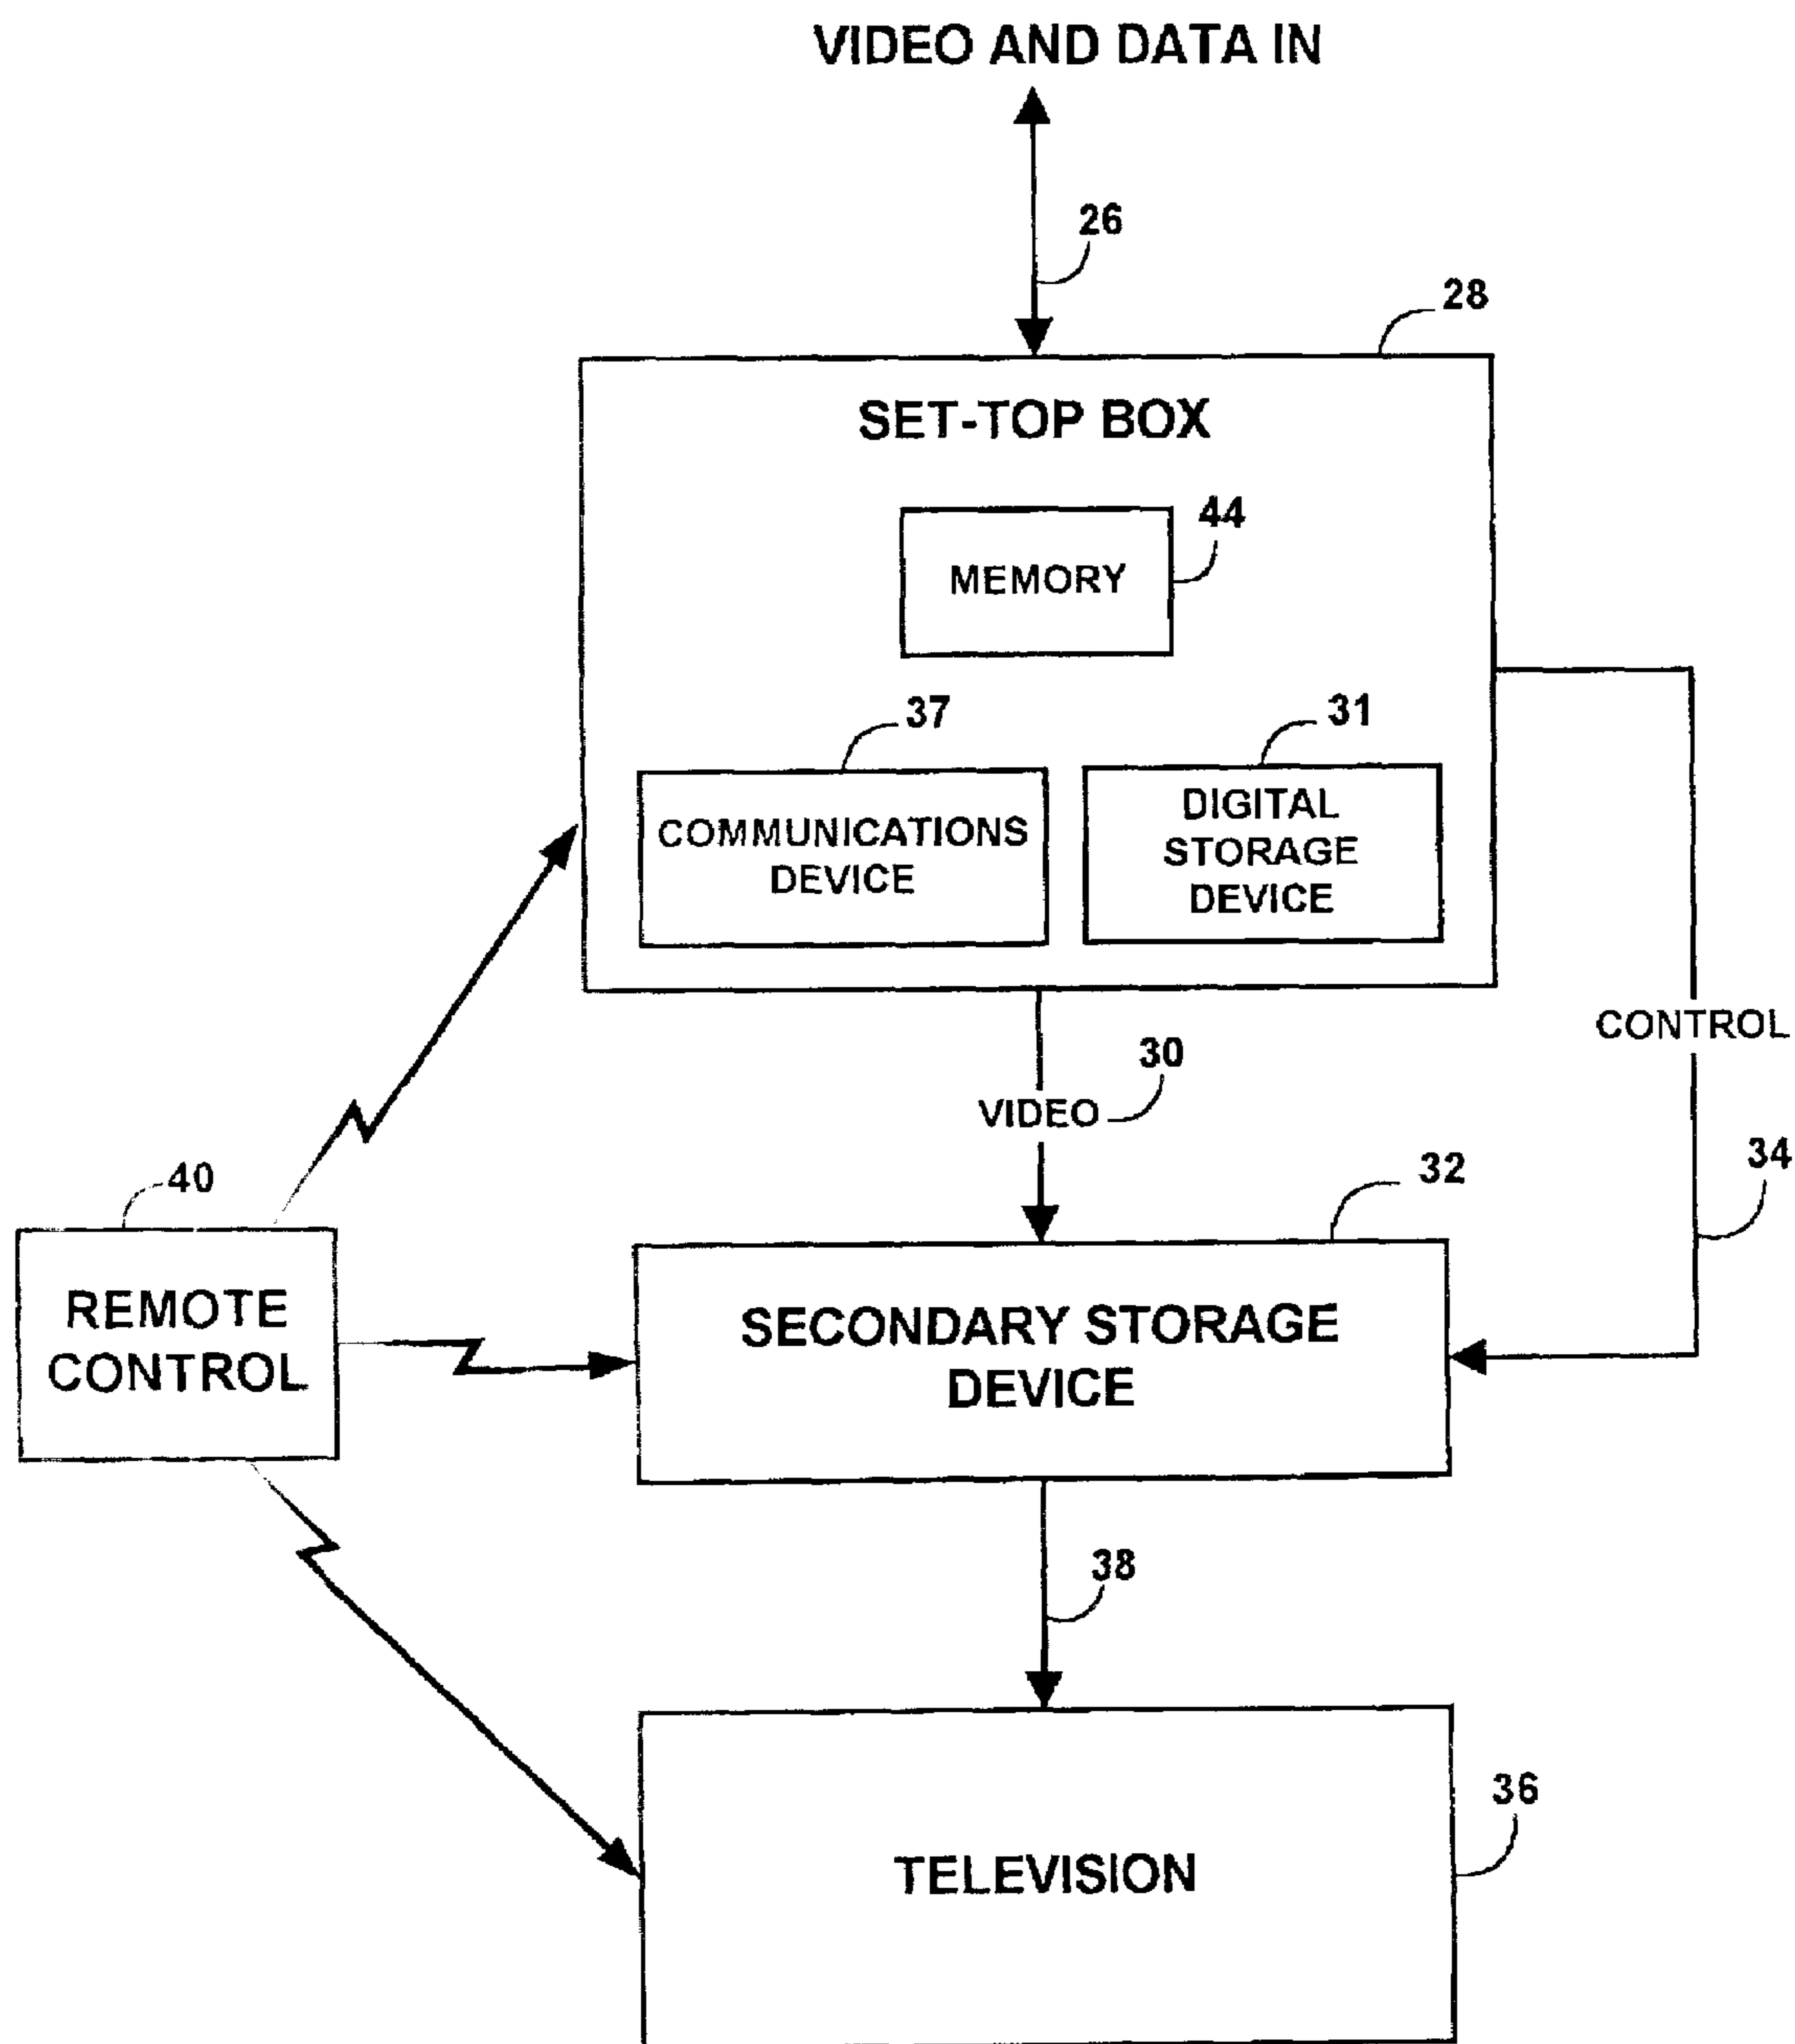 VIDEO AND DATA IN
26
28
SET-TOP BOX
44
MEMORY
37
31
COMMUNICATIONS
DEVICE
DIGITAL
STORAGE
DEVICE
CONTROL
30
VIDEO
34
40
32
REMOTE
CONTROL
SECONDARY STORAGE
DEVICE
38
36
TELEVISION